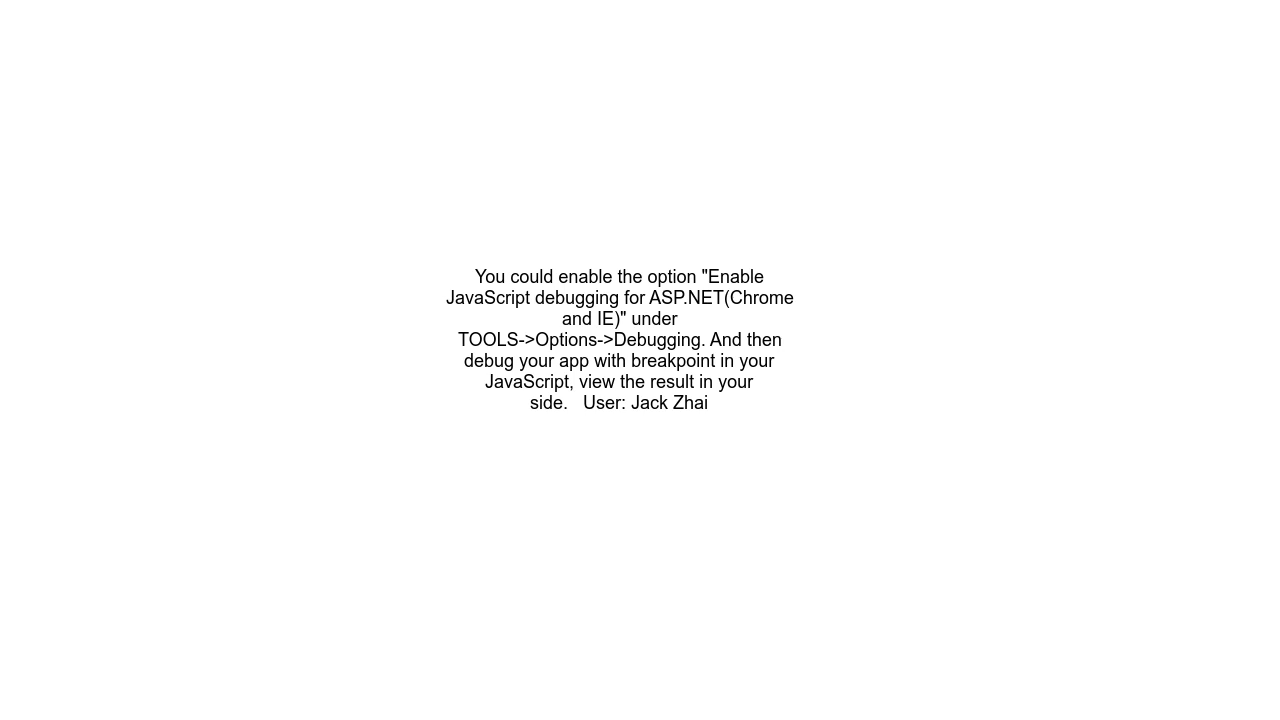 You could enable the option "Enable
JavaScript debugging for ASP.NET(Chrome
and IE)" under
TOOLS->Options->Debugging. And then
debug your app with breakpoint in your
JavaScript, view the result in your
side.   User: Jack Zhai